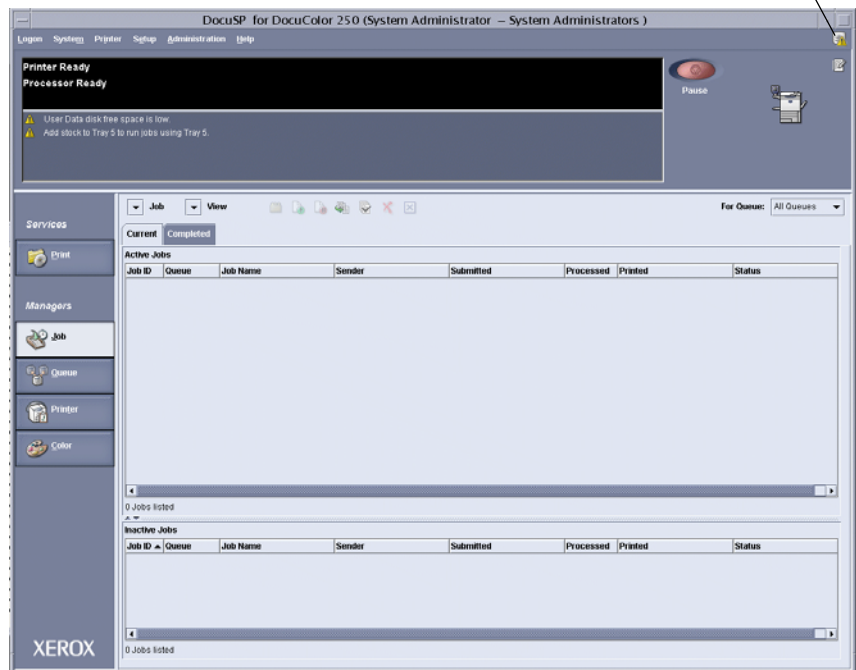 DocuSP for DocuColor 250 (System Administrator – System Administrators )
Logon System Printer Setup Administration Help
Printer Ready
Processor Ready
Pause
User Data disk free space is low.
Add stock to Tray 5 to run jobs using Tray 5.
Services
Print
Managers
Job
Queue
Printer
Color
XEROX
Job View For Queue: All Queues
Current Completed
Active Jobs
Job ID Queue Job Name Sender Submitted Processed Printed Status
0 Jobs listed
Inactive Jobs
Job ID Queue Job Name Sender Submitted Processed Printed Status
0 Jobs listed